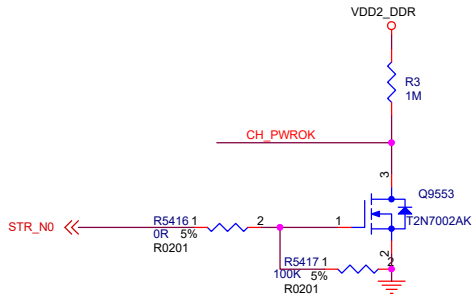 VDD2_DDR
R3
1M
CH_PWROK
3
Q9553
STR_N0
R5416 1
2
1
T2N7002AK
0R 5%
R0201
2
R5417 1
2
100K 5%
R0201